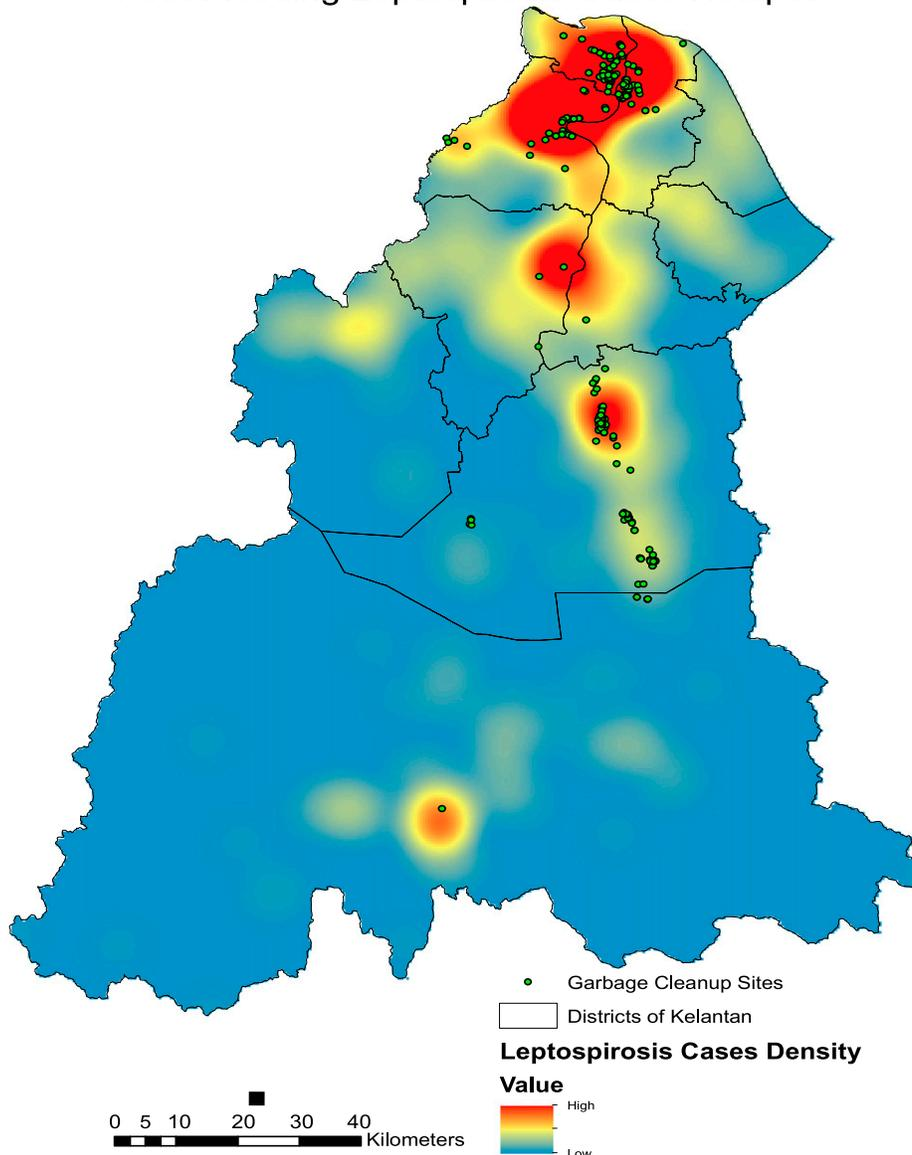 Garbage Cleanup Sites
Districts of Kelantan
Leptospirosis Cases Density
Value
High
Low
0 5 10 20 30 40
Kilometers